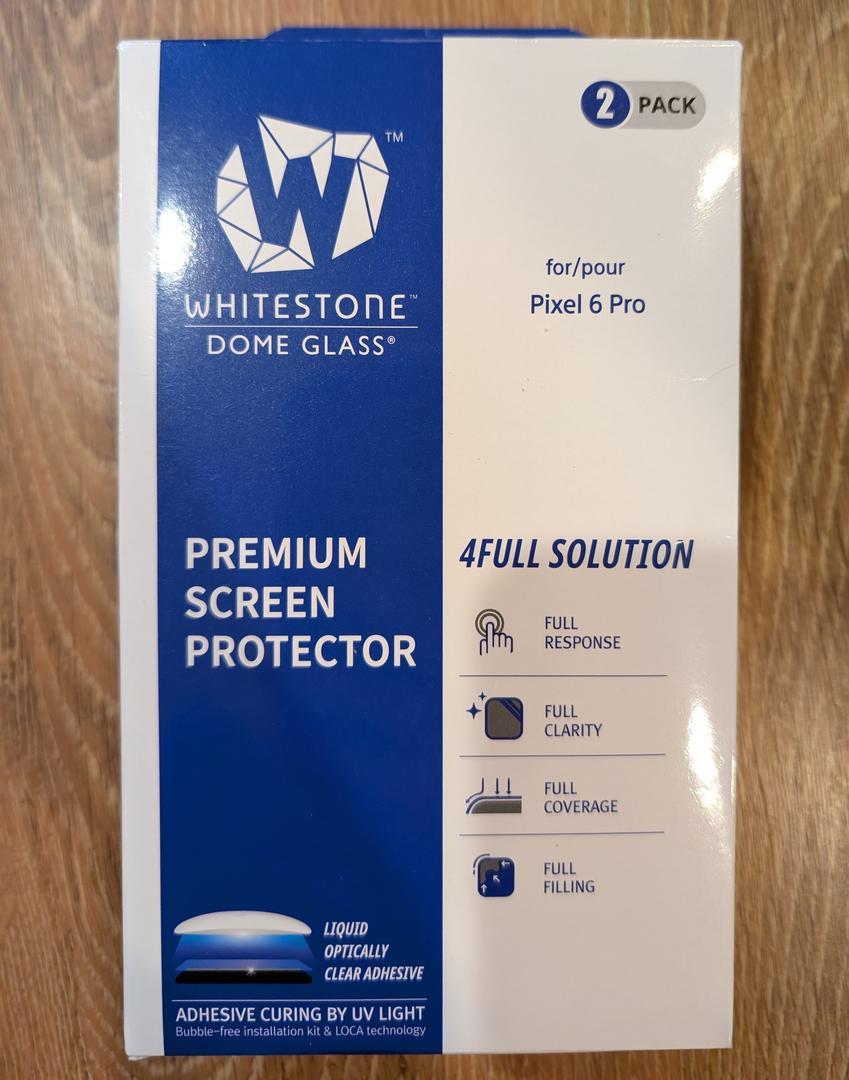 W™
WHITESTONE™
DOME GLASS®
PREMIUM
SCREEN
PROTECTOR
LIQUID
OPTICALLY
CLEAR ADHESIVE
ADHESIVE CURING BY UV LIGHT
Bubble-free installation kit & LOCA technology
2 PACK
for/pour
Pixel 6 Pro
4FULL SOLUTION
FULL
RESPONSE
FULL
CLARITY
FULL
COVERAGE
FULL
FILLING